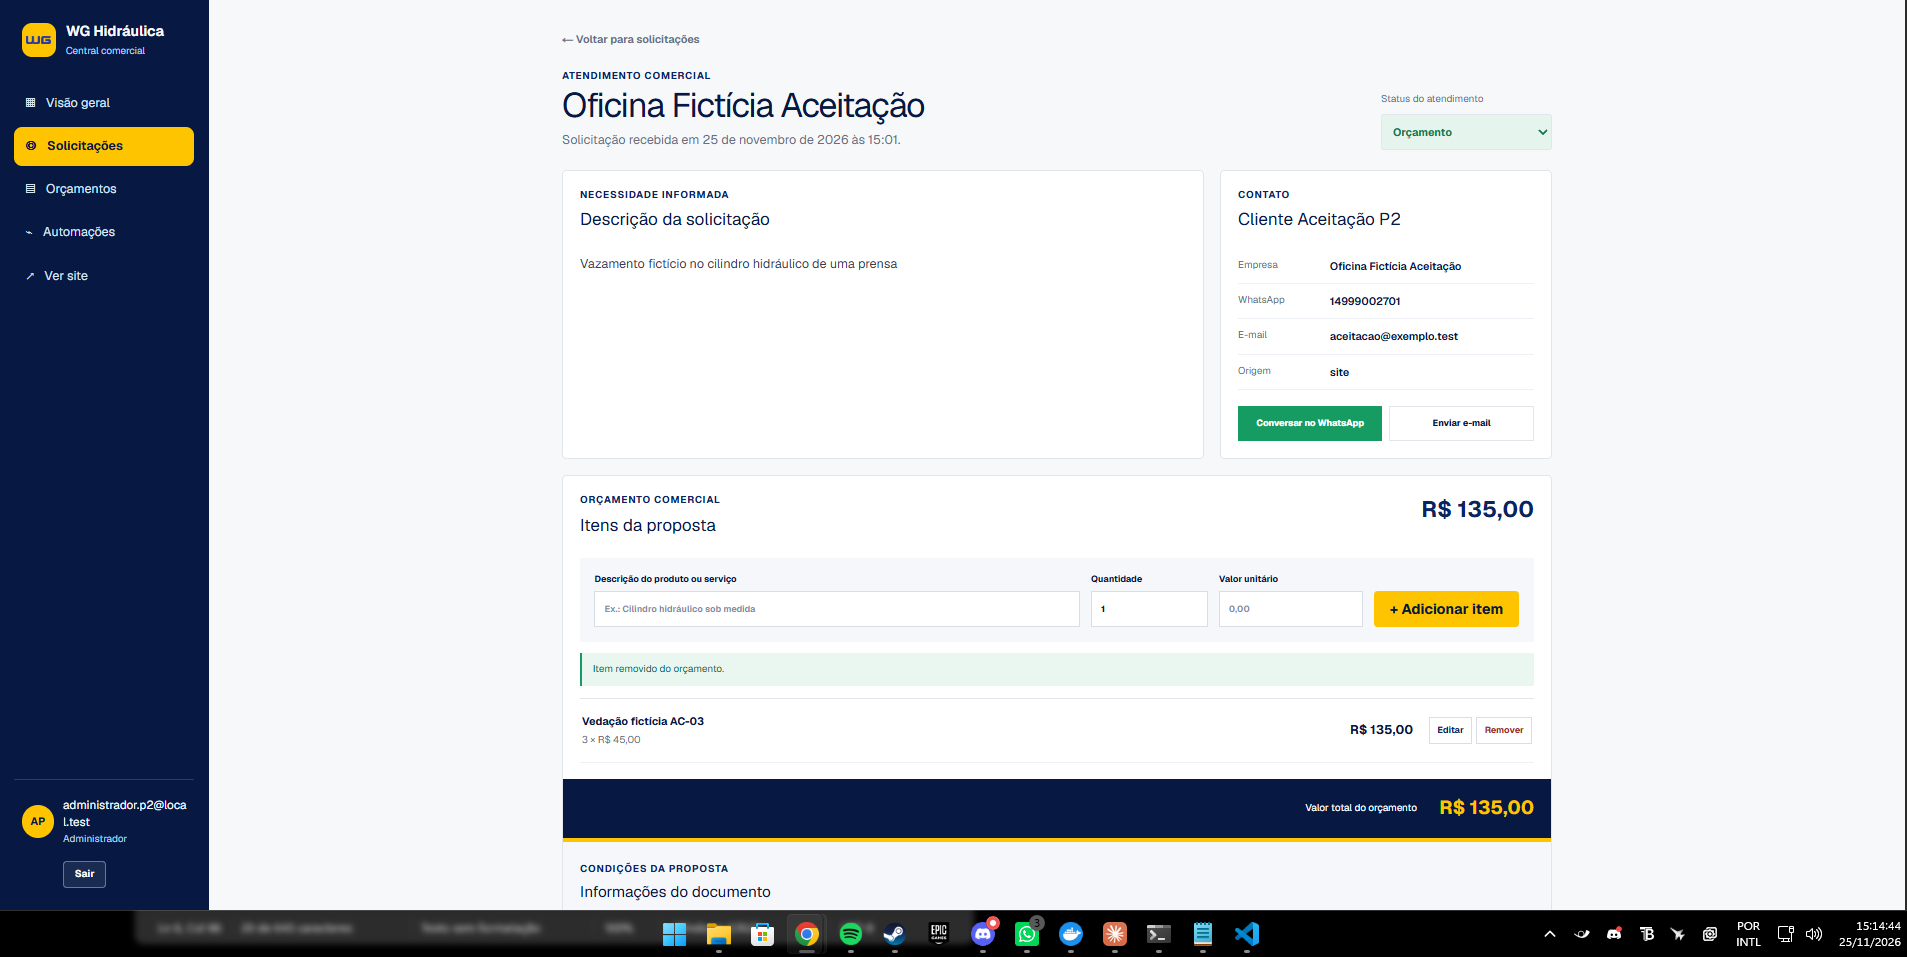 WG
WG Hidráulica
Central comercial
Visão geral
Solicitações
Orçamentos
Automações
Ver site
AP
administrador.p2@loca
l.test
Administrador
Sair
← Voltar para solicitações
ATENDIMENTO COMERCIAL
Oficina Fictícia Aceitação
Solicitação recebida em 25 de novembro de 2026 às 15:01.
Status do atendimento
Orçamento
NECESSIDADE INFORMADA
Descrição da solicitação
Vazamento fictício no cilindro hidráulico de uma prensa
CONTATO
Cliente Aceitação P2
Empresa Oficina Fictícia Aceitação
WhatsApp 14999002701
E-mail aceitacao@exemplo.test
Origem site
Conversar no WhatsApp Enviar e-mail
ORÇAMENTO COMERCIAL
Itens da proposta
R$ 135,00
Descrição do produto ou serviço Quantidade Valor unitário
Ex.: Cilindro hidráulico sob medida 1 0,00 + Adicionar item
Item removido do orçamento.
Vedação fictícia AC-03
3 × R$ 45,00
R$ 135,00 Editar Remover
Valor total do orçamento R$ 135,00
CONDIÇÕES DA PROPOSTA
Informações do documento
EPIC
GAMES
3
POR
INTL
15:14:44
25/11/2026